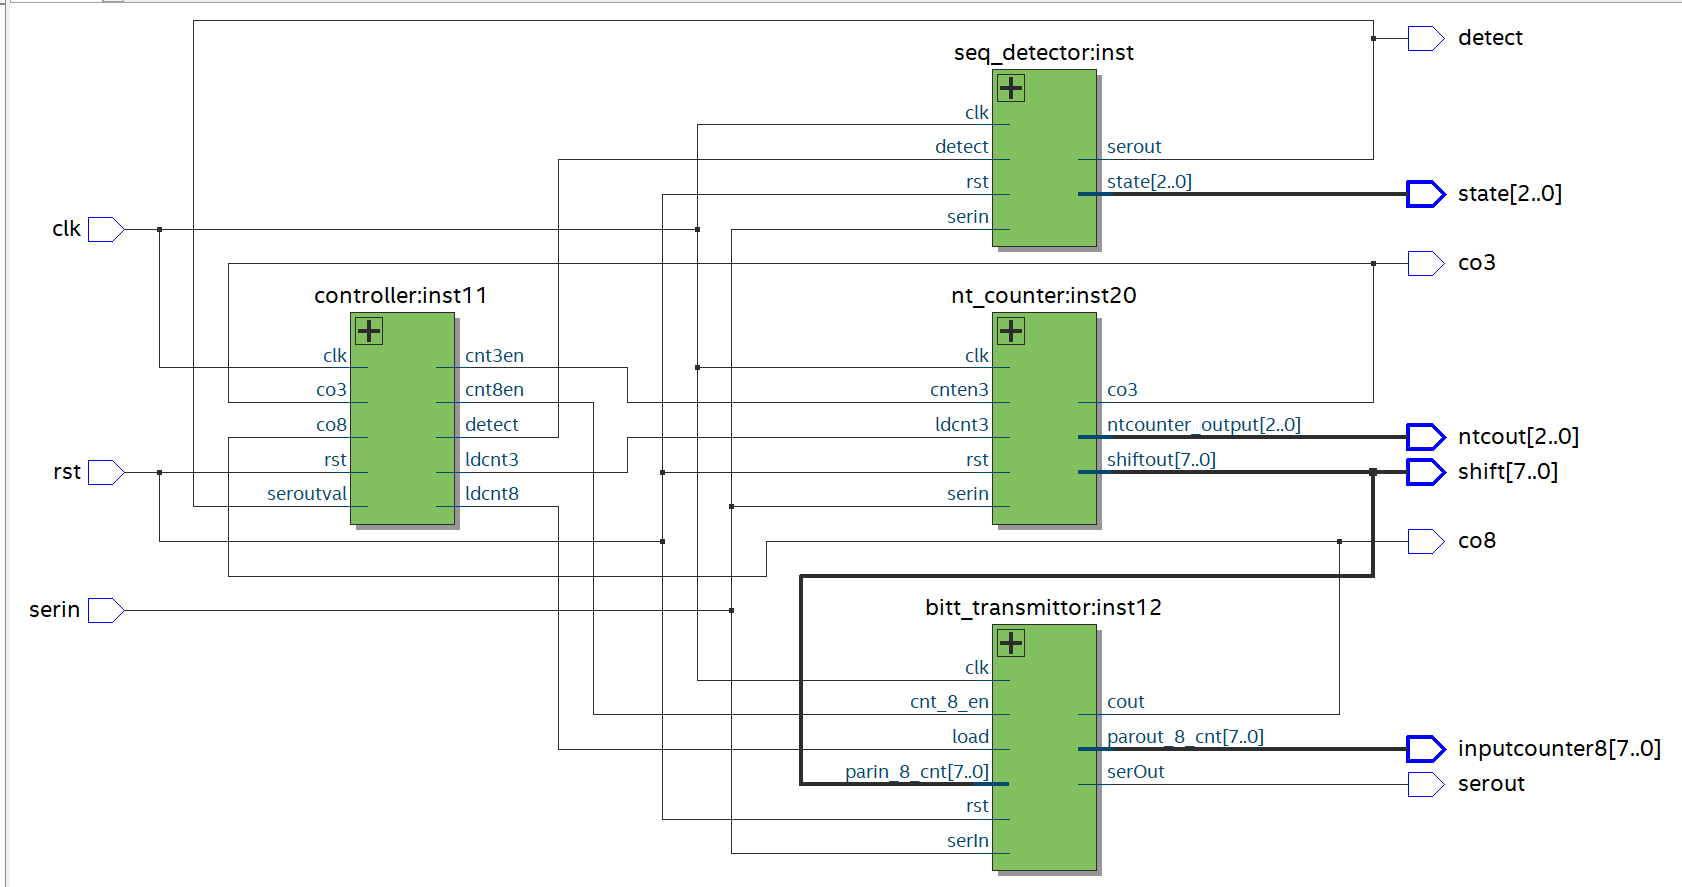 detect
seq_detector:inst
clk
detect
serout
rst
state[2..0]
state[2..0]
serin
clk
co3
controller:inst11
nt_counter:inst20
clk
cnt3en
clk
co3
cnt8en
cnten3
co3
co8
detect
ldcnt3
ntcounter_output[2..0]
ntcout[2..0]
rst
rst
ldcnt3
rst
shiftout[7..0]
shift[7..0]
seroutval
ldcnt8
serin
co8
serin
bitt_transmittor:inst12
clk
cnt_8_en
cout
load
parout_8_cnt[7..0]
inputcounter8[7..0]
parin_8_cnt[7..0]
serOut
serout
rst
serIn